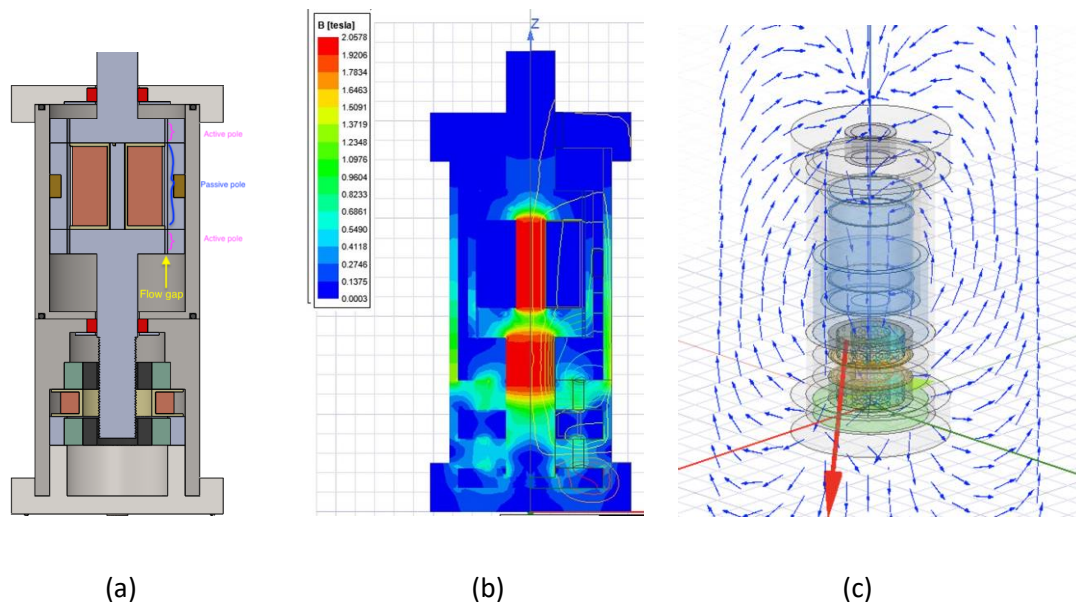 Active pole
Passive pole
Active pole
Flow gap
B [tesla]
2.0578
1.9206
1.7834
1.6463
1.5091
1.3720
1.2348
1.0976
0.9604
0.8233
0.6861
0.5490
0.4118
0.2746
0.1375
0.0003
Z
(a)
(b)
(c)